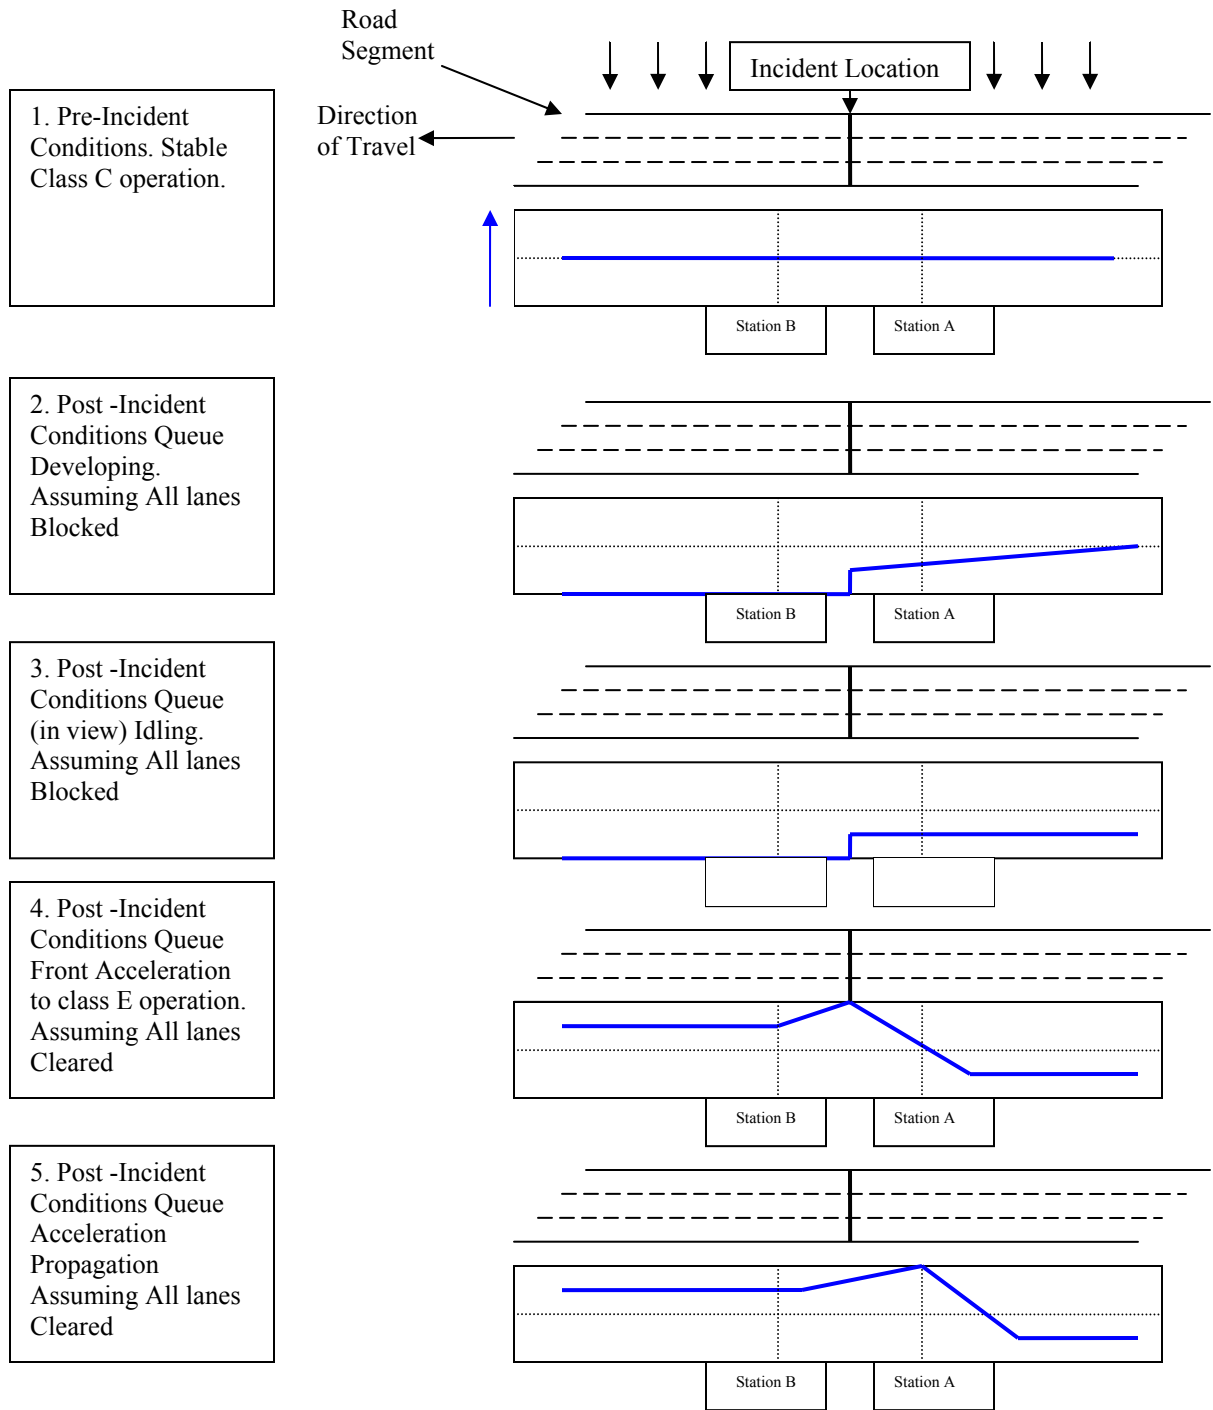 Road
Segment
Incident Location
Direction
of Travel
1. Pre-Incident
Conditions. Stable
Class C operation.
Station B
Station A
2. Post -Incident
Conditions Queue
Developing.
Assuming All lanes
Blocked
Station B
Station A
3. Post -Incident
Conditions Queue
(in view) Idling.
Assuming All lanes
Blocked
4. Post -Incident
Conditions Queue
Front Acceleration
to class E operation.
Assuming All lanes
Cleared
Station B
Station A
5. Post -Incident
Conditions Queue
Acceleration
Propagation
Assuming All lanes
Cleared
Station B
Station A